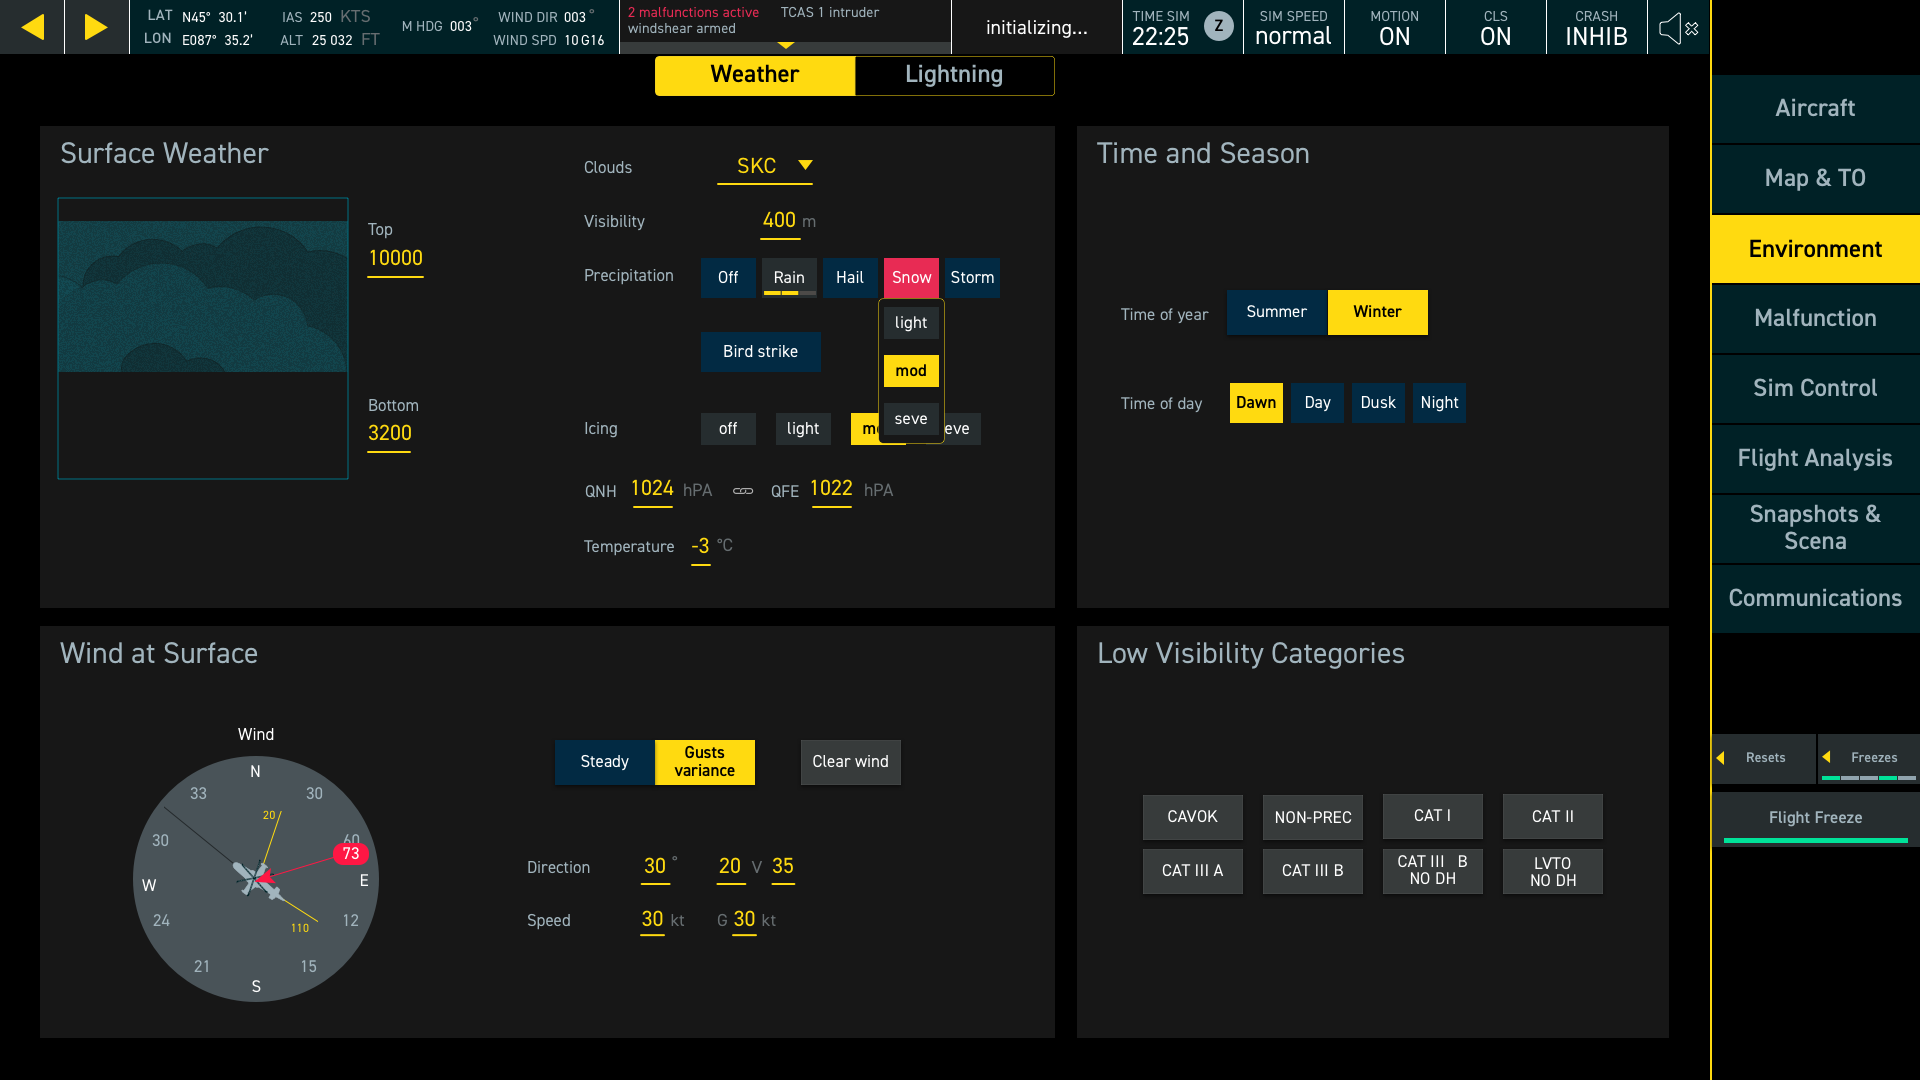 LAT N45° 30.1'
LON E087° 35.2'
IAS 250 KTS
ALT 25 032 FT
M HDG 003°
WIND DIR 003°
WIND SPD 10 G16
2 malfunctions active
windshear armed
TCAS 1 intruder
initializing...
TIME SIM
22:25
Z
SIM SPEED
normal
MOTION
ON
CLS
ON
CRASH
INHIB
Weather
Lightning
Surface Weather
Top
10000
Bottom
3200
Clouds SKC
Visibility 400 m
Precipitation Off Rain Hail Snow Storm
light
mod
seve
Bird strike
Icing off light eve
QNH 1024 hPA QFE 1022 hPA
Temperature -3 °C
Time and Season
Time of year Summer Winter
Time of day Dawn Day Dusk Night
Wind at Surface
Wind
N
33
30
20
30
60
73
W
E
24
12
110
21
15
S
Steady
Gusts
variance
Clear wind
Direction 30° 20 V 35
Speed 30 kt G 30 kt
Low Visibility Categories
CAVOK
NON-PREC
CAT I
CAT II
CAT III A
CAT III B
CAT III B
NO DH
LVTO
NO DH
Aircraft
Map & TO
Environment
Malfunction
Sim Control
Flight Analysis
Snapshots &
Scena
Communications
Resets
Freezes
Flight Freeze